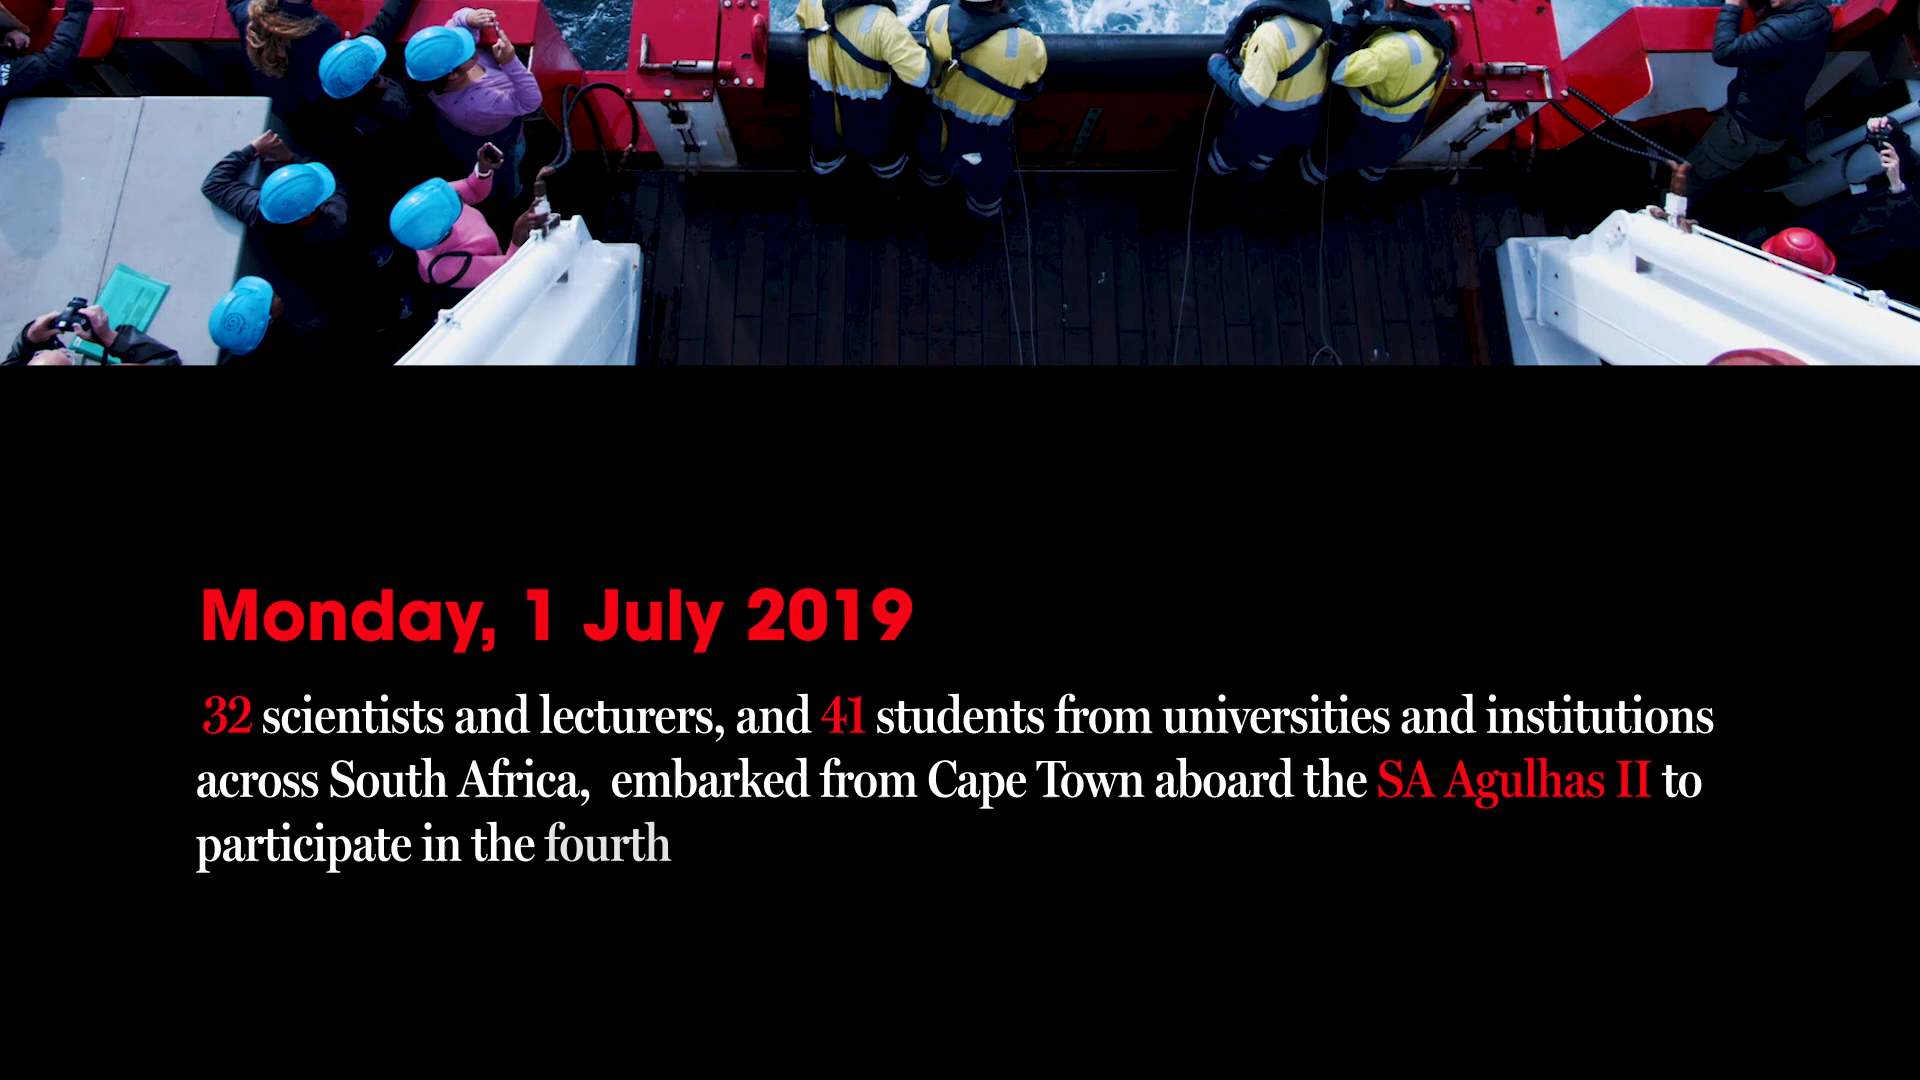 Monday, 1 July 2019
32 scientists and lecturers, and 41 students from universities and institutions
across South Africa,  embarked from Cape Town aboard the SA Agulhas II to
participate in the fourth